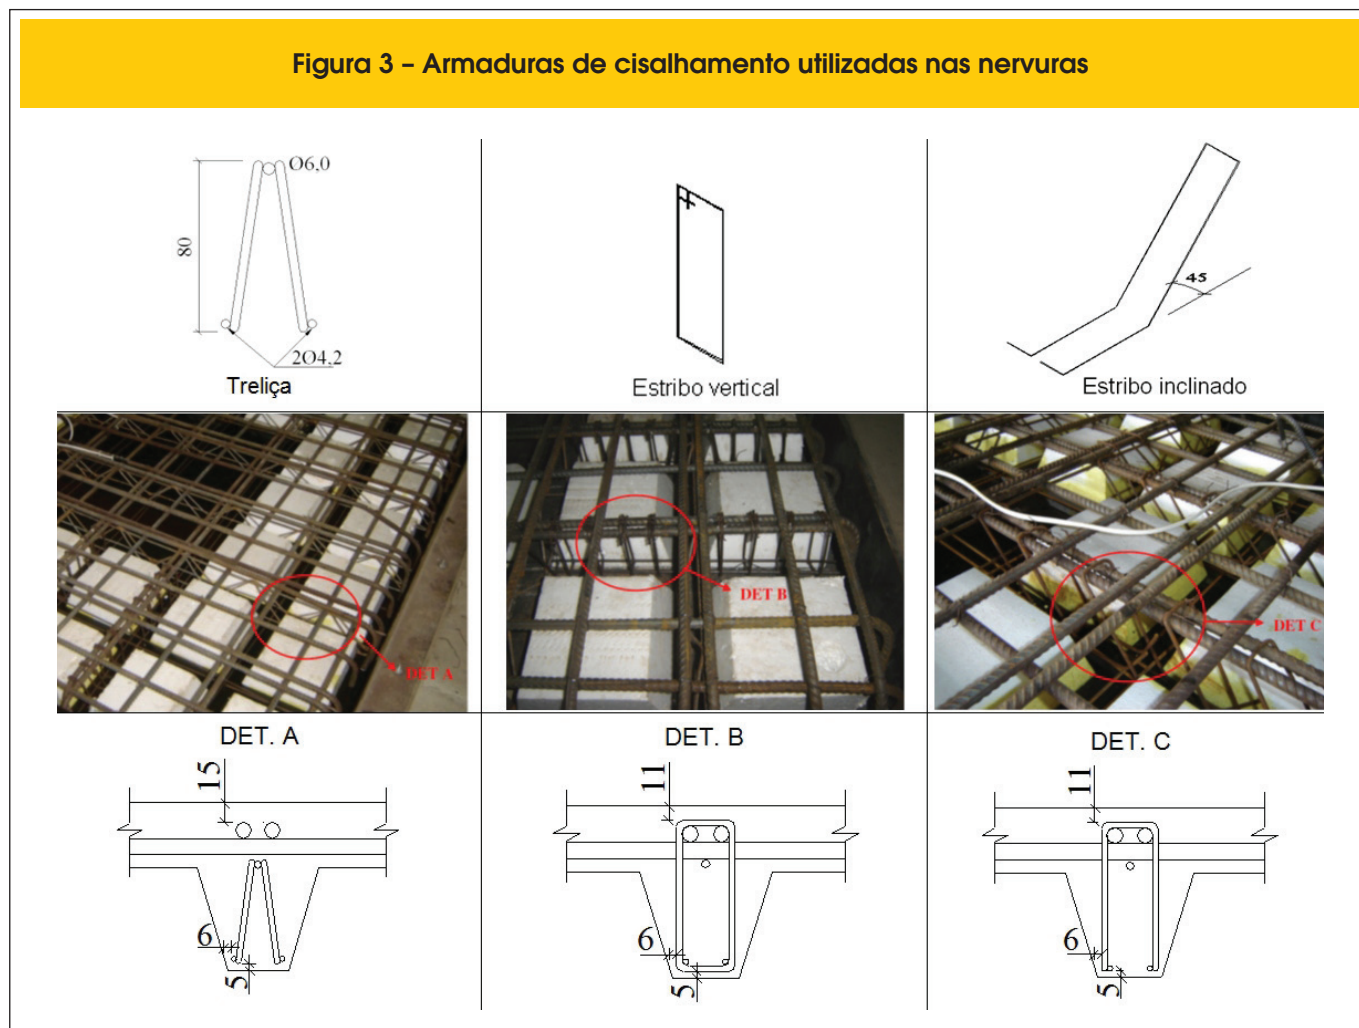 Figura 3 – Armaduras de cisalhamento utilizadas nas nervuras
Ø6,0
80
2Ø4,2
Treliça
Estribo vertical
45
Estribo inclinado
DET A
DET B
DET C
DET. A
15
6
5
DET. B
11
6
5
DET. C
11
6
5